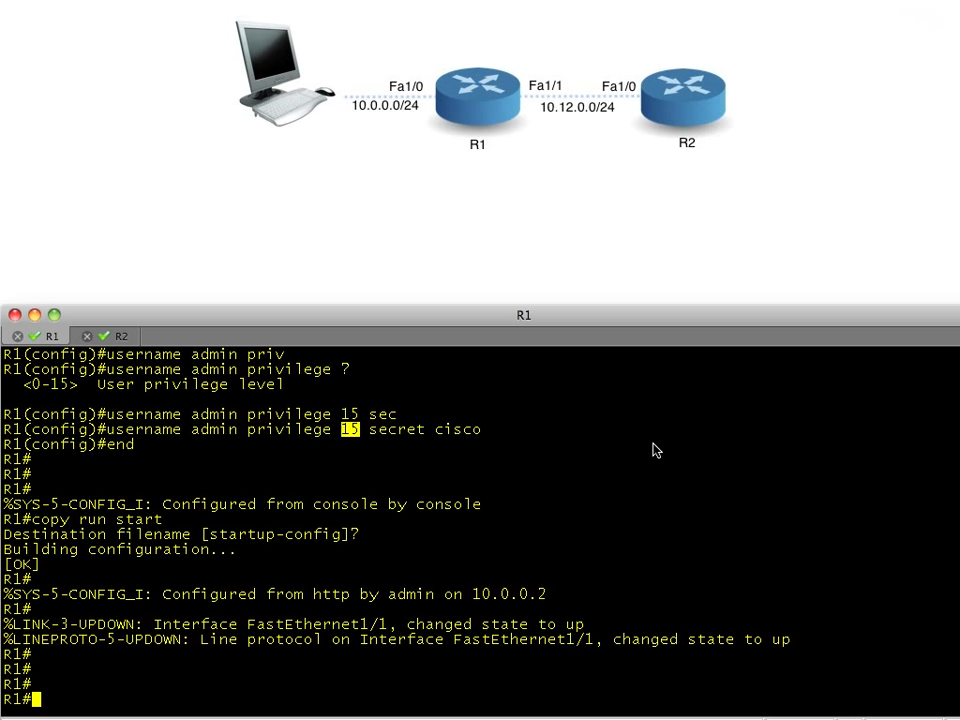 Fa1/0
10.0.0.0/24
R1
Fa1/1
10.12.0.0/24
Fa1/0
R2
R1
R1
R2
R1(config)#username admin priv
R1(config)#username admin privilege ?
  <0-15>  User privilege level
R1(config)#username admin privilege 15 sec
R1(config)#username admin privilege 15 secret cisco
R1(config)#end
R1#
R1#
R1#
%SYS-5-CONFIG_I: Configured from console by console
R1#copy run start
Destination filename [startup-config]?
Building configuration...
[OK]
R1#
%SYS-5-CONFIG_I: Configured from http by admin on 10.0.0.2
R1#
%LINK-3-UPDOWN: Interface FastEthernet1/1, changed state to up
%LINEPROTO-5-UPDOWN: Line protocol on Interface FastEthernet1/1, changed state to up
R1#
R1#
R1#
R1#